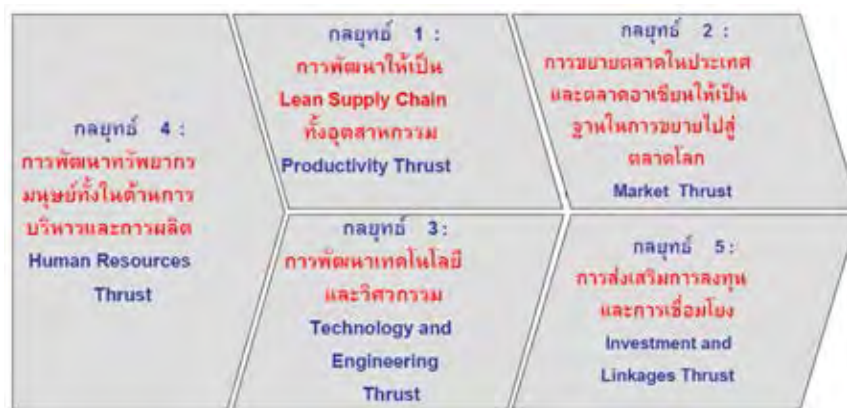 กลยุทธ์ 4 :
การพัฒนาทรัพยากร
มนุษย์ทั้งในด้านการ
บริหารและการผลิต
Human Resources
Thrust
กลยุทธ์ 1 :
การพัฒนาให้เป็น
Lean Supply Chain
ทั้งอุตสาหกรรม
Productivity Thrust
กลยุทธ์ 2 :
การขยายตลาดในประเทศ
และตลาดอาเซียนให้เป็น
ฐานในการขยายไปสู่
ตลาดโลก
Market Thrust
กลยุทธ์ 3 :
การพัฒนาเทคโนโลยี
และวิศวกรรม
Technology and
Engineering
Thrust
กลยุทธ์ 5 :
การส่งเสริมการลงทุน
และการเชื่อมโยง
Investment and
Linkages Thrust